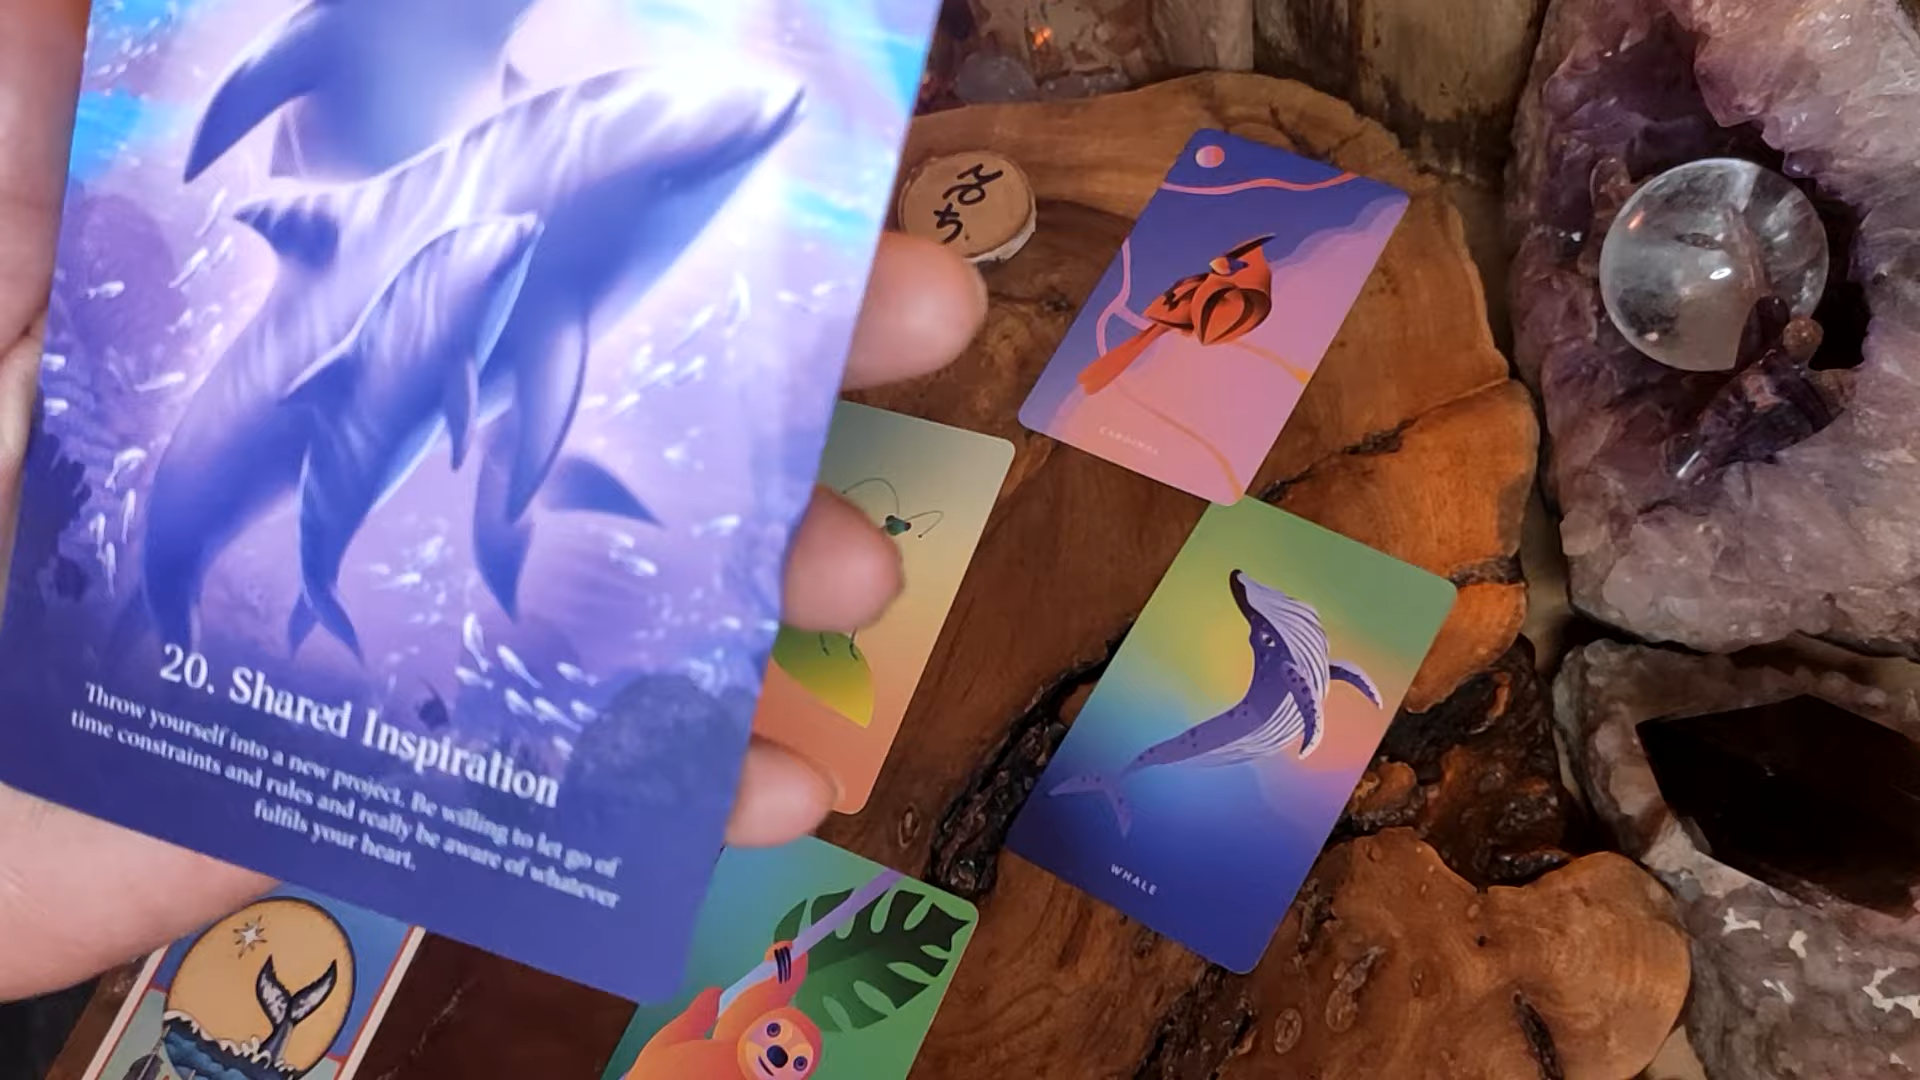 20. Shared Inspiration
Throw yourself into a new project. Be willing to let go of
time constraints and rules and really be aware of whatever
fulfils your heart.
CARDINAL
WHALE